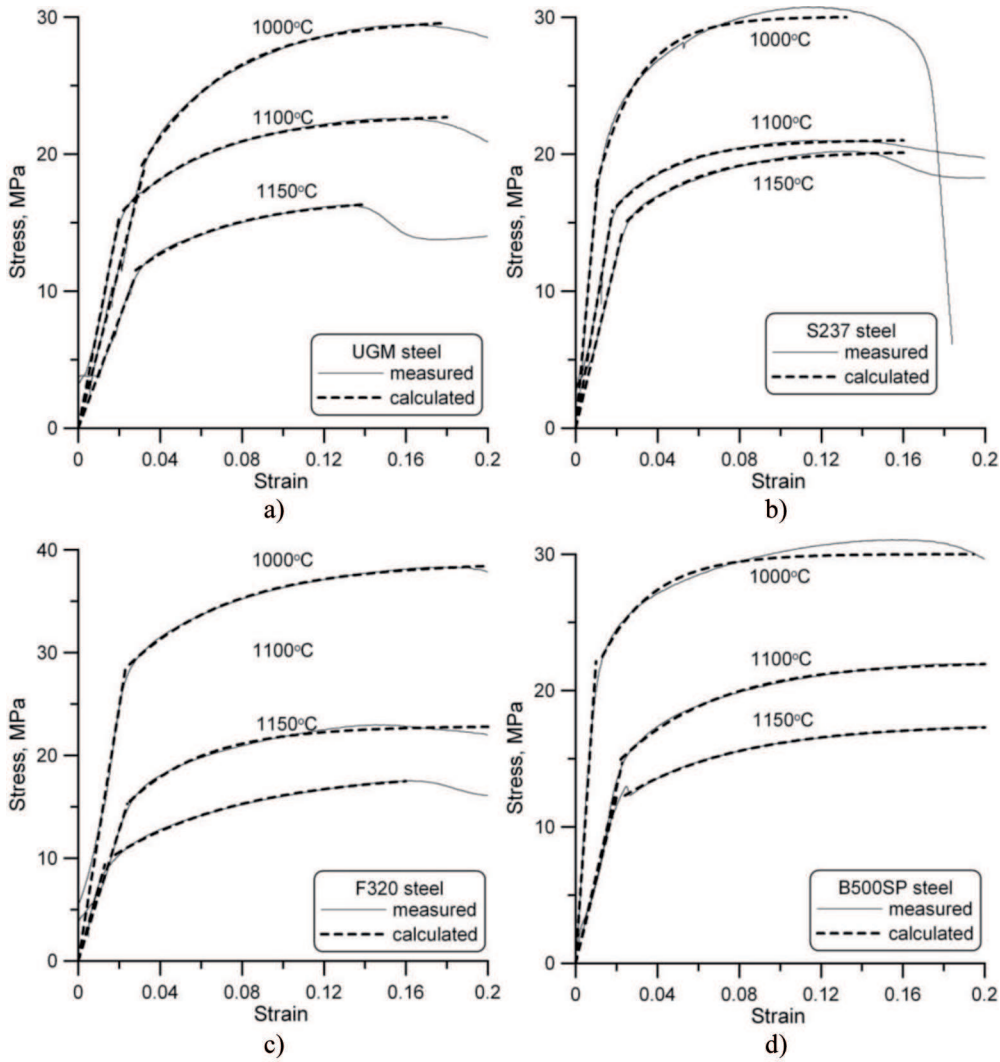 30
20
10
0
Stress, MPa
1000°C
1100°C
1150°C
UGM steel
measured
calculated
0 0.04 0.08 0.12 0.16 0.2
Strain
a)
30
20
10
0
Stress, MPa
1000°C
1100°C
1150°C
S237 steel
measured
calculated
0 0.04 0.08 0.12 0.16 0.2
Strain
b)
40
30
20
10
0
Stress, MPa
1000°C
1100°C
1150°C
F320 steel
measured
calculated
0 0.04 0.08 0.12 0.16 0.2
Strain
c)
30
20
10
0
Stress, MPa
1000°C
1100°C
1150°C
B500SP steel
measured
calculated
0 0.04 0.08 0.12 0.16 0.2
Strain
d)